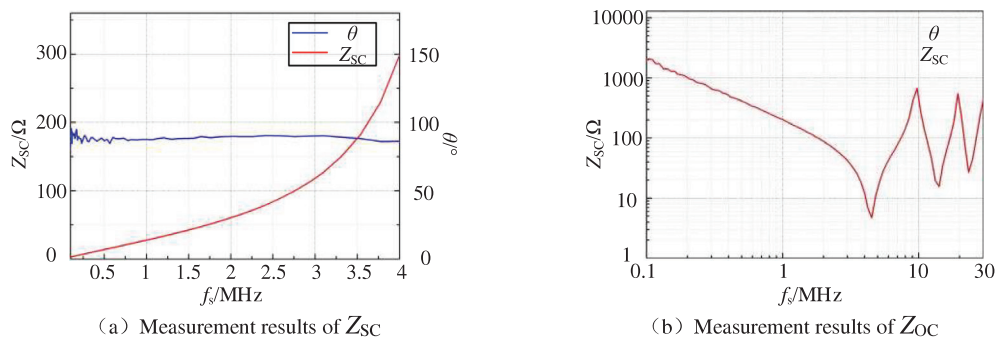 θ
Z_SC
Z_SC/Ω
300
200
100
0
150
100
50
0
θ/°
0.5 1 1.5 2 2.5 3 3.5 4
f_s/MHz
(a) Measurement results of Z_SC
θ
Z_SC
Z_SC/Ω
10000
1000
100
10
1
0.1 1 10 30
f_s/MHz
(b) Measurement results of Z_OC